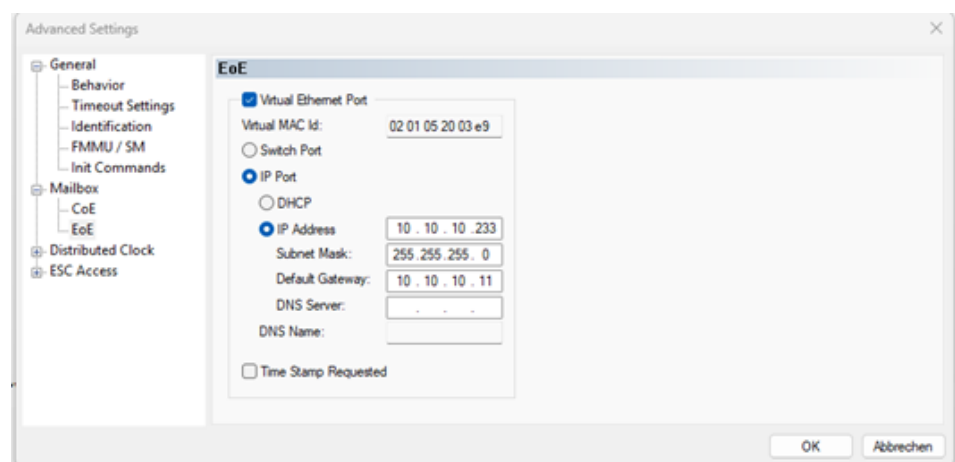 Advanced Settings
General
Behavior
Timeout Settings
Identification
FMMU / SM
Init Commands
Mailbox
CoE
EoE
Distributed Clock
ESC Access
EoE
Virtual Ethernet Port
Virtual MAC Id: 02 01 05 20 03 e9
Switch Port
IP Port
DHCP
IP Address 10 . 10 . 10 .233
Subnet Mask: 255.255.255. 0
Default Gateway: 10 . 10 . 10 . 11
DNS Server: . . .
DNS Name:
Time Stamp Requested
OK Abbrechen